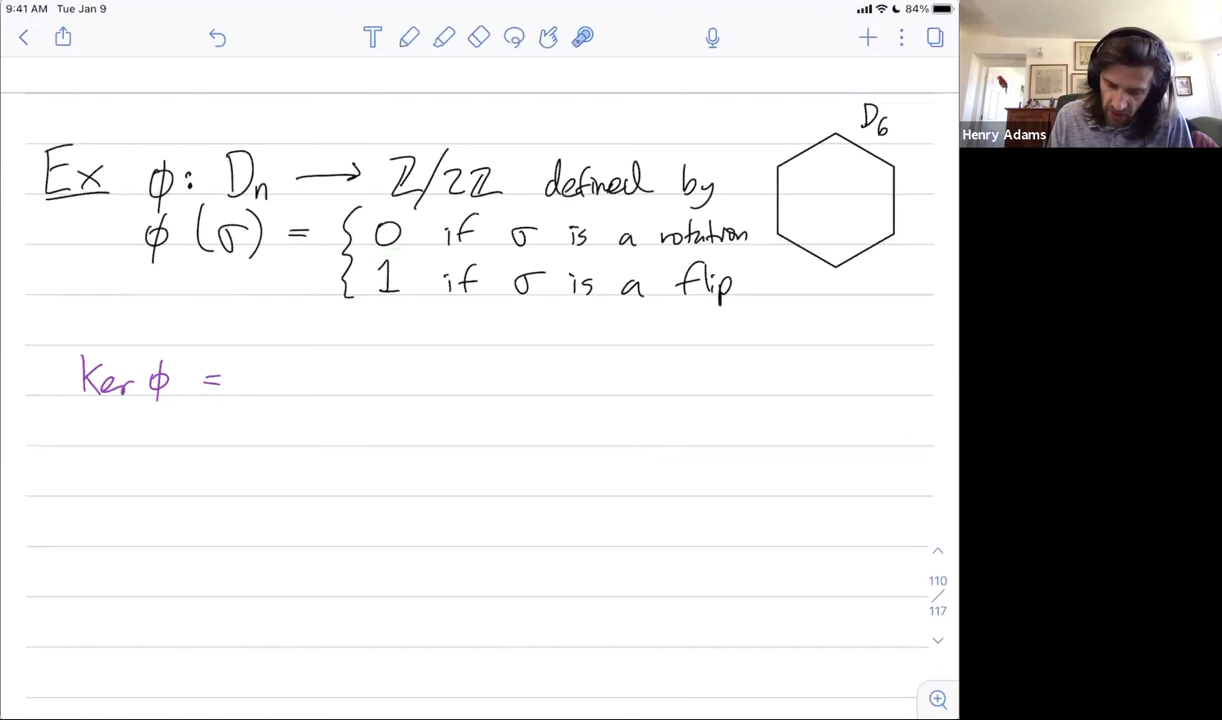 9:41 AM Tue Jan 9
84%
D₆
Ex ϕ: Dₙ ⟶ ℤ/2ℤ defined by
ϕ(σ) = { 0 if σ is a rotation
{ 1 if σ is a flip
Ker ϕ =
Henry Adams
110
/
117